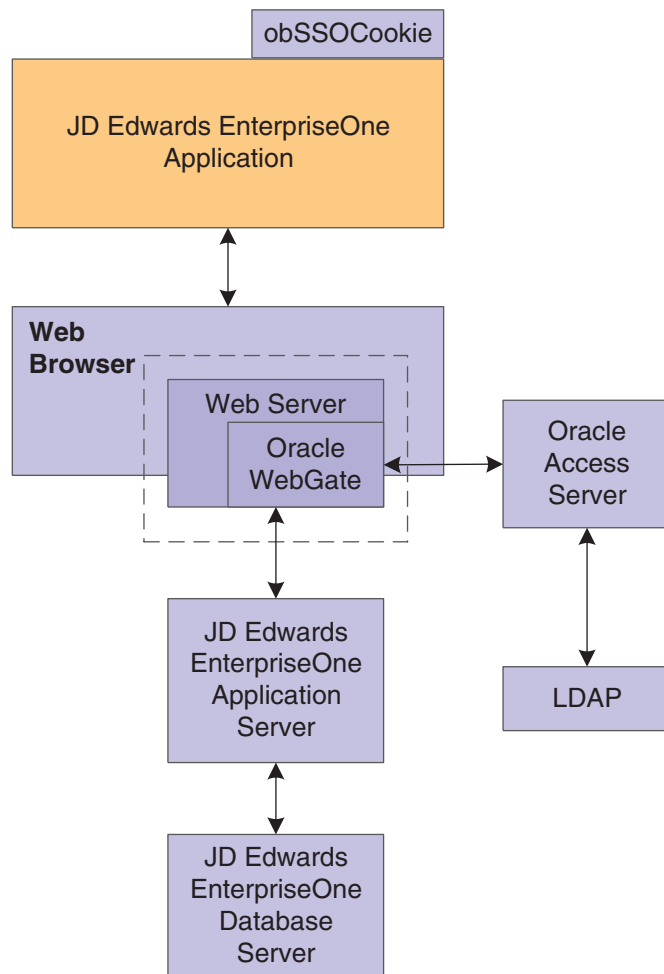 obSSOCookie
JD Edwards EnterpriseOne
Application
Web
Browser
Web Server
Oracle
WebGate
Oracle
Access
Server
JD Edwards
EnterpriseOne
Application
Server
LDAP
JD Edwards
EnterpriseOne
Database
Server